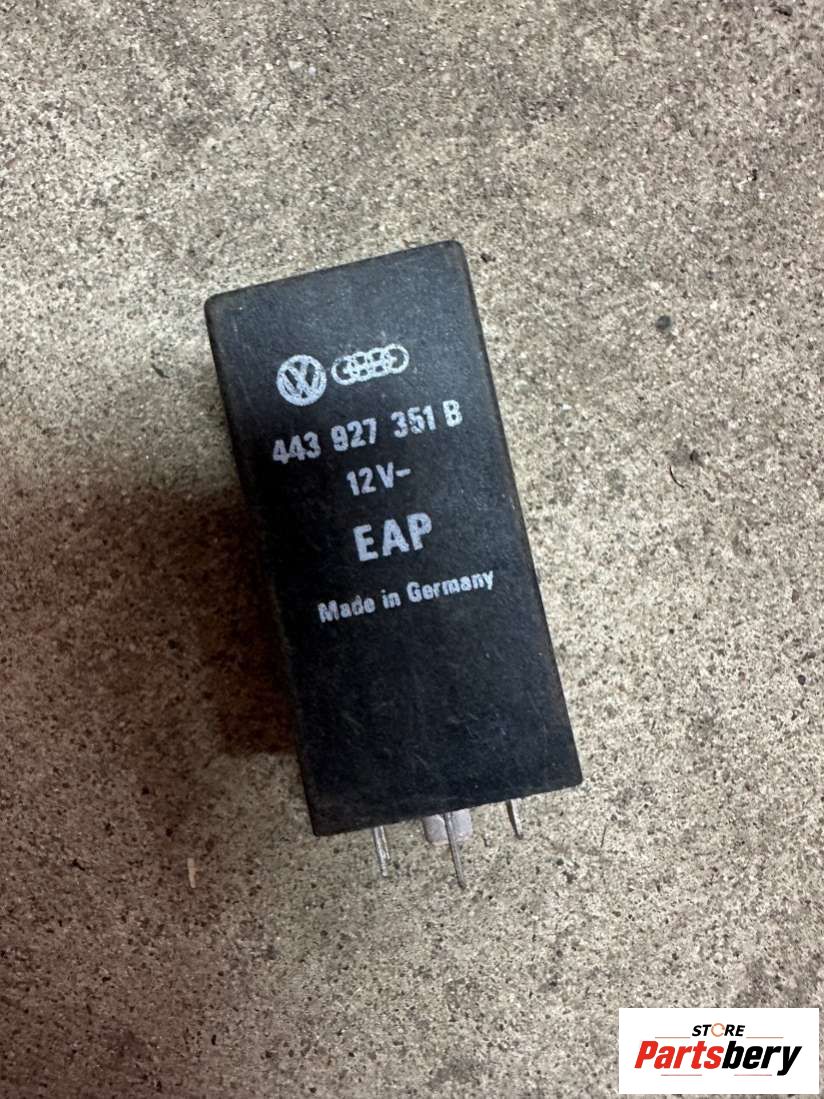 443 927 351 B
12V-
EAP
Made in Germany
STORE
Partsbery